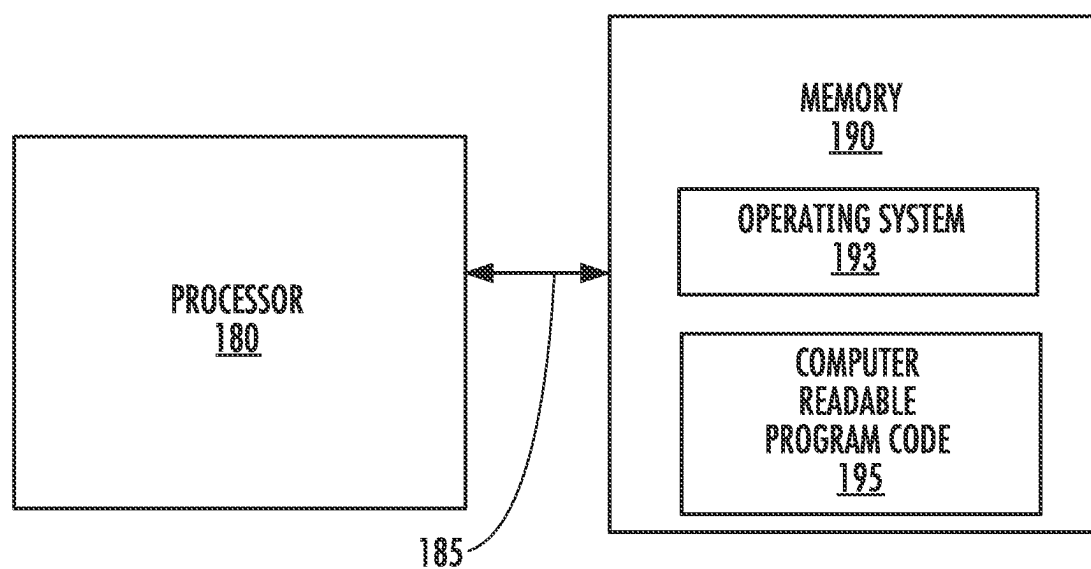 PROCESSOR
180
MEMORY
190
OPERATING SYSTEM
193
COMPUTER
READABLE
PROGRAM CODE
195
185